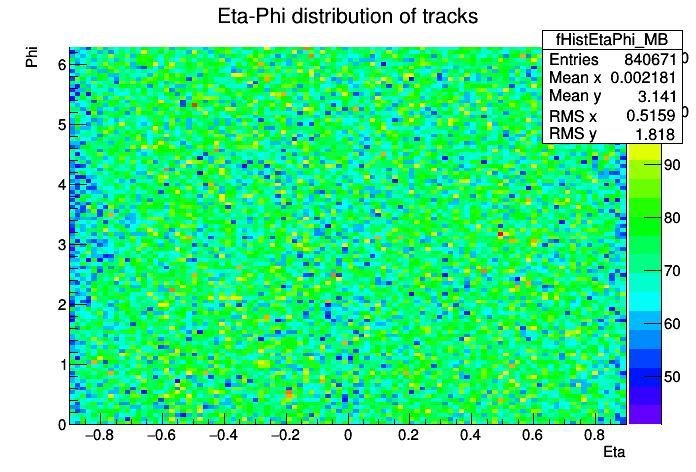 Eta-Phi distribution of tracks
fHistEtaPhi_MB
Entries 840671
Mean x 0.002181
Mean y 3.141
RMS x 0.5159
RMS y 1.818
Phi
6
5
4
3
2
1
0
−0.8 −0.6 −0.4 −0.2 0 0.2 0.4 0.6 0.8
Eta
0
0
90
80
70
60
50